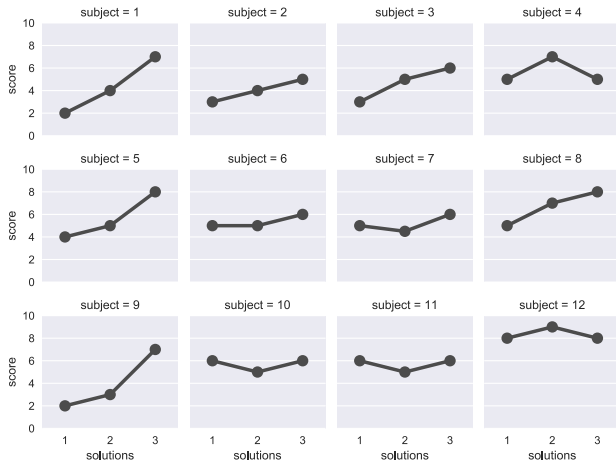 subject = 1 subject = 2 subject = 3 subject = 4
10
8
6
score
4
2
0
subject = 5 subject = 6 subject = 7 subject = 8
10
8
6
score
4
2
0
subject = 9 subject = 10 subject = 11 subject = 12
10
8
6
score
4
2
0
1 2 3 1 2 3 1 2 3 1 2 3
solutions solutions solutions solutions